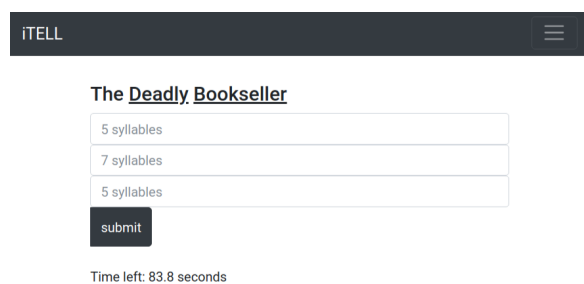 iTELL
The Deadly Bookseller
5 syllables
7 syllables
5 syllables
submit
Time left: 83.8 seconds